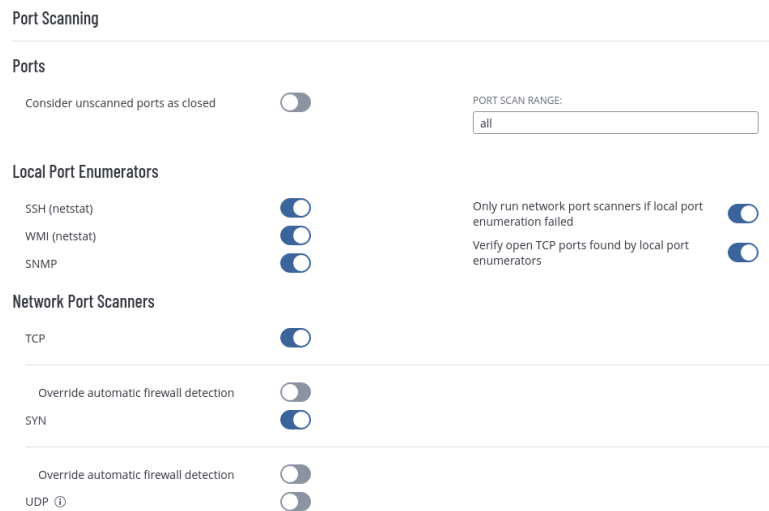 Port Scanning
Ports
Consider unscanned ports as closed
PORT SCAN RANGE:
all
Local Port Enumerators
SSH (netstat)
WMI (netstat)
SNMP
Only run network port scanners if local port
enumeration failed
Verify open TCP ports found by local port
enumerators
Network Port Scanners
TCP
Override automatic firewall detection
SYN
Override automatic firewall detection
UDP